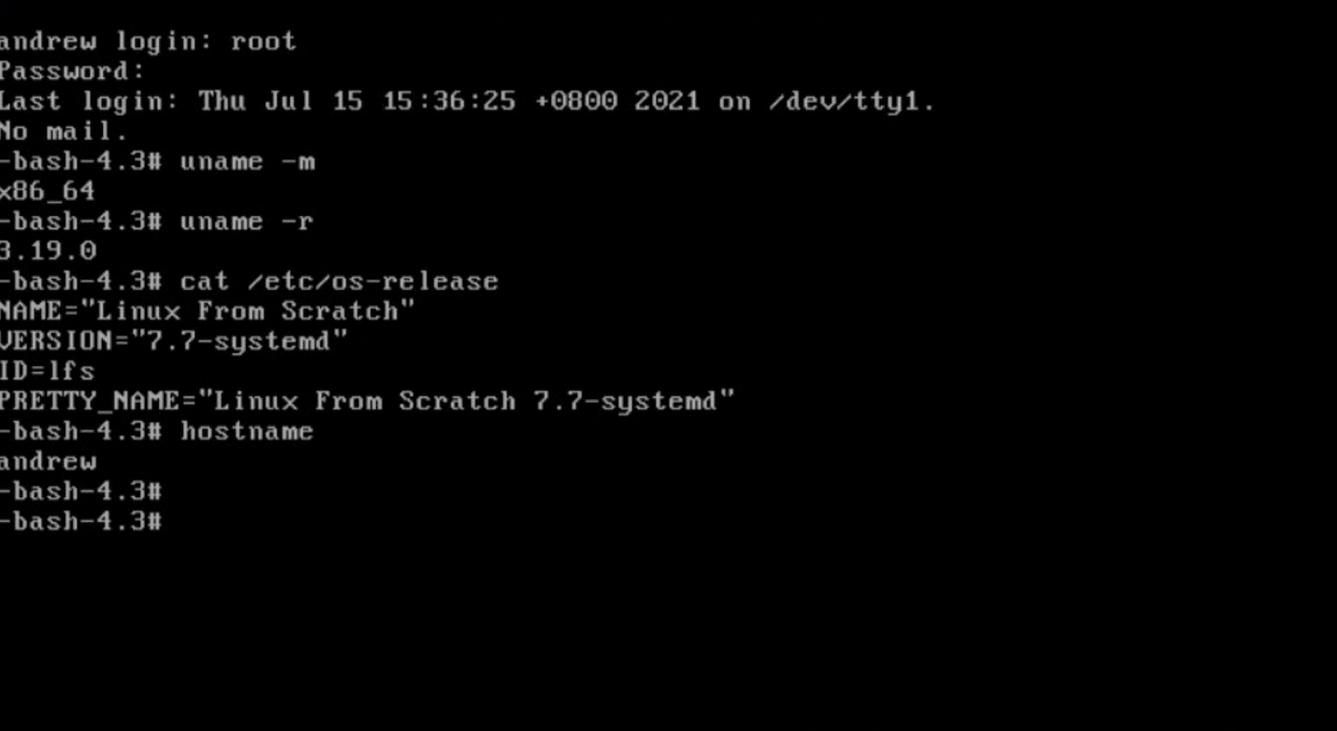 andrew login: root
Password:
Last login: Thu Jul 15 15:36:25 +0800 2021 on /dev/tty1.
No mail.
-bash-4.3# uname -m
x86_64
-bash-4.3# uname -r
3.19.0
-bash-4.3# cat /etc/os-release
NAME="Linux From Scratch"
VERSION="7.7-systemd"
ID=lfs
PRETTY_NAME="Linux From Scratch 7.7-systemd"
-bash-4.3# hostname
andrew
-bash-4.3#
-bash-4.3#